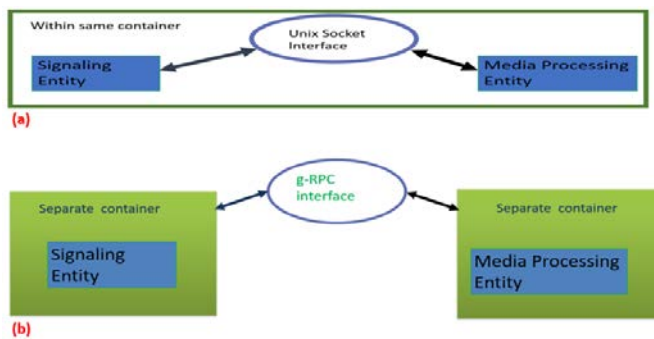 Within same container
Unix Socket
Interface
Signaling
Entity
Media Processing
Entity
(a)
g-RPC
interface
Separate container
Signaling
Entity
Separate container
Media Processing
Entity
(b)